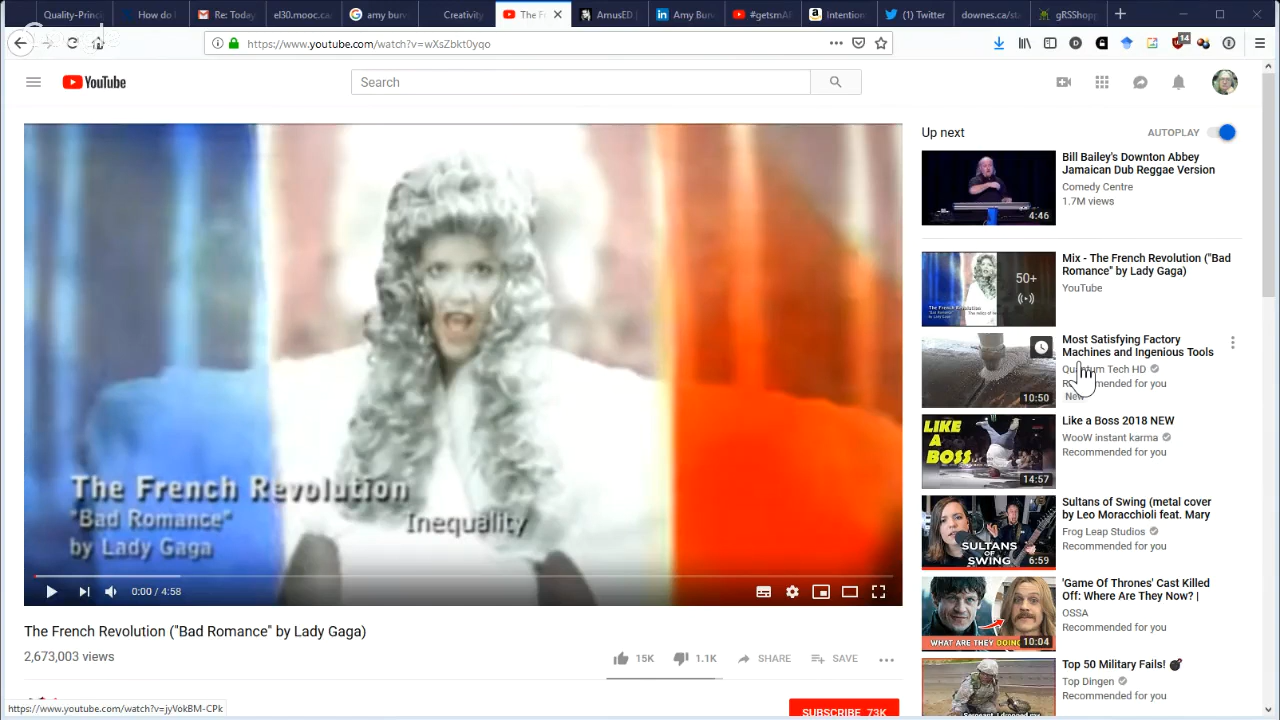 Quality-Princ
How do I
Re: Today
el30.mooc.ca
amy burv
Creativity
The F
AmusED |
Amy Burv
#getsmA
Intention
(1) Twitter
downes.ca/st
gRSShopp
https://www.youtube.com/watch?v=wXsZbkt0yqo
14
YouTube
Search
Up next
AUTOPLAY
Bill Bailey's Downton Abbey
Jamaican Dub Reggae Version
Comedy Centre
1.7M views
4:46
Mix - The French Revolution ("Bad
Romance" by Lady Gaga)
YouTube
50+
Most Satisfying Factory
Machines and Ingenious Tools
Quantum Tech HD
Recommended for you
New
10:50
Like a Boss 2018 NEW
WooW instant karma
Recommended for you
LIKE
A
BOSS
14:57
Sultans of Swing (metal cover
by Leo Moracchioli feat. Mary
Frog Leap Studios
Recommended for you
SULTANS
OF
SWING
6:59
'Game Of Thrones' Cast Killed
Off: Where Are They Now? |
OSSA
Recommended for you
WHAT ARE THEY DOING
10:04
Top 50 Military Fails!
Top Dingen
Recommended for you
The French Revolution
"Bad Romance"
by Lady Gaga
Inequality
0:00 / 4:58
The French Revolution ("Bad Romance" by Lady Gaga)
2,673,003 views
15K
1.1K
SHARE
SAVE
SUBSCRIBE 73K
https://www.youtube.com/watch?v=jyVokBM-CPk